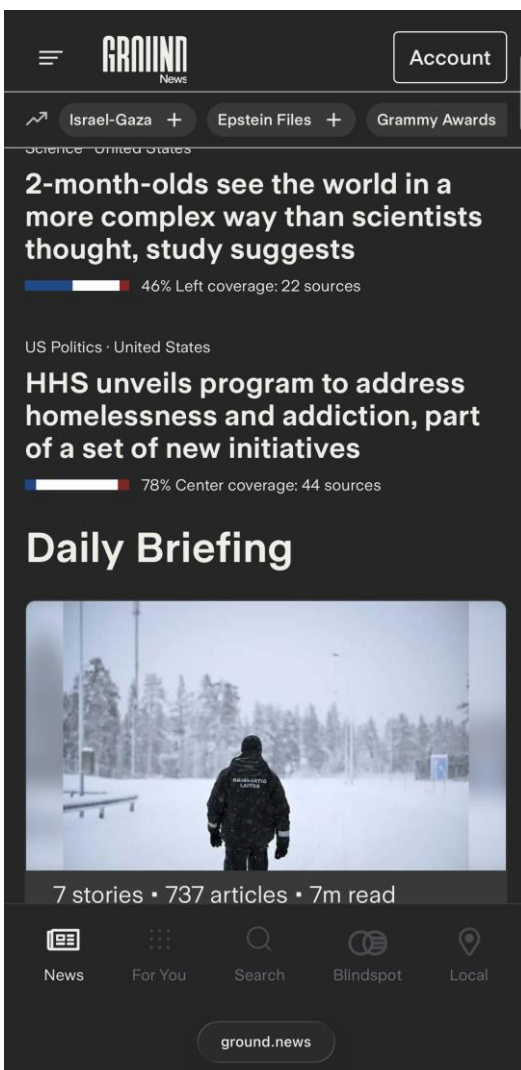 GROUND
News
Account
Israel-Gaza +
Epstein Files +
Grammy Awards
Science · United States
2-month-olds see the world in a
more complex way than scientists
thought, study suggests
46% Left coverage: 22 sources
US Politics · United States
HHS unveils program to address
homelessness and addiction, part
of a set of new initiatives
78% Center coverage: 44 sources
Daily Briefing
7 stories • 737 articles • 7m read
News
For You
Search
Blindspot
Local
ground.news